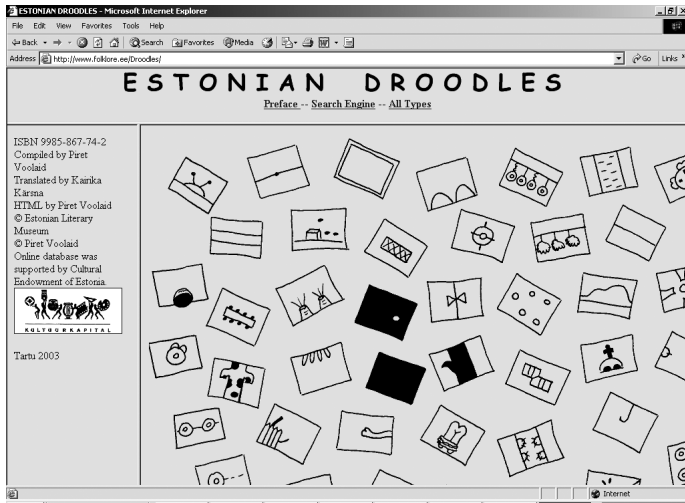 ESTONIAN DROODLES - Microsoft Internet Explorer
File Edit View Favorites Tools Help
Back Search Favorites Media
Address http://www.folklore.ee/Droodles/ Go Links
ESTONIAN DROODLES
Preface -- Search Engine -- All Types
ISBN 9985-867-74-2
Compiled by Piret
Voolaid
Translated by Kairika
Kärsna
HTML by Piret Voolaid
© Estonian Literary
Museum
© Piret Voolaid
Online database was
supported by Cultural
Endowment of Estonia.
KULTUURKAPITAL
Tartu 2003
Internet